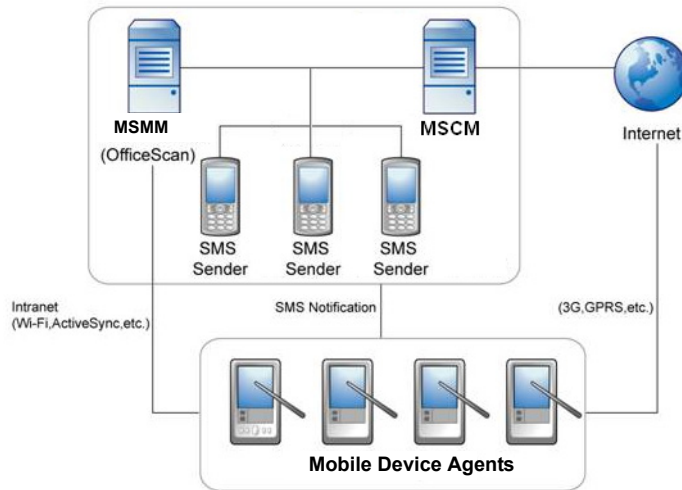 MSMM
(OfficeScan)
MSCM
Internet
SMS
Sender
SMS
Sender
SMS
Sender
Intranet
(Wi-Fi,ActiveSync,etc.)
SMS Notification
(3G,GPRS,etc.)
Mobile Device Agents